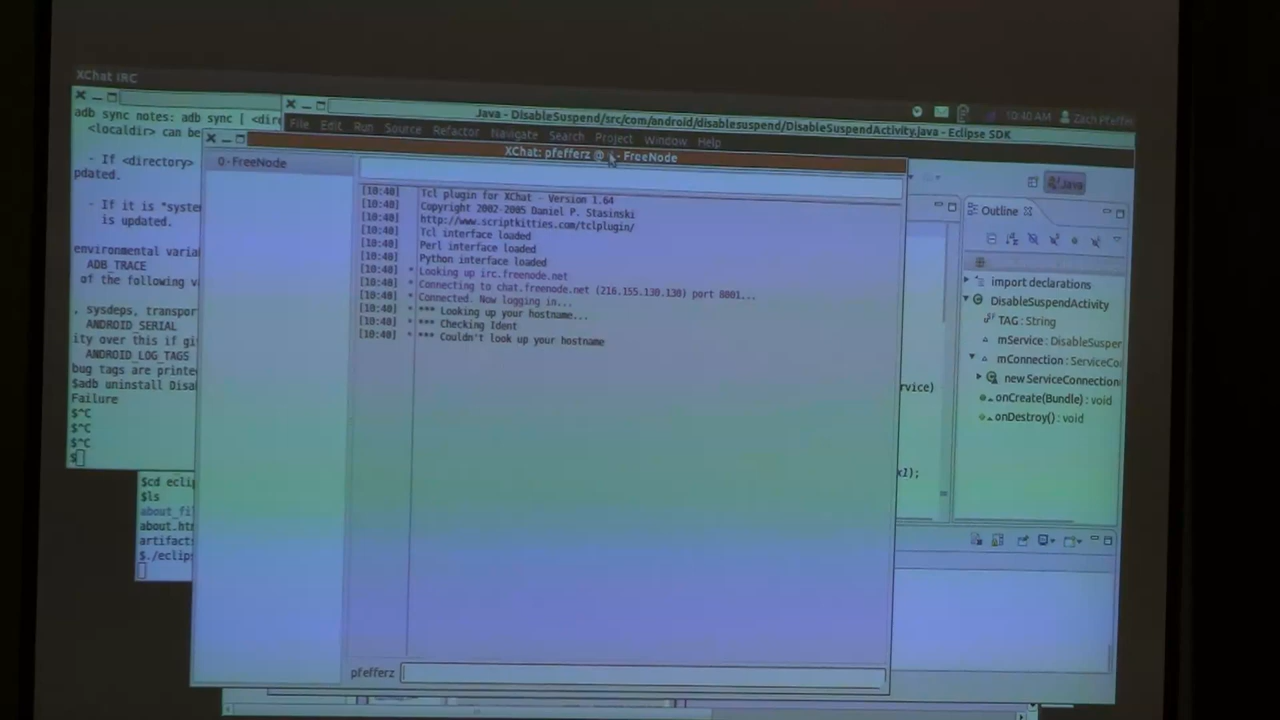 XChat IRC
10:40 AM Zach Pfeffer
adb sync notes: adb sync [ <dire
<localdir> can be
- If <directory>
pdated.
- If it is "syste
is updated.
environmental varia
ADB_TRACE
of the following v
, sysdeps, transpor
ANDROID_SERIAL
ity over this if gi
ANDROID_LOG_TAGS
bug tags are printe
$adb uninstall Disa
Failure
$^C
$^C
$^C
$
$cd eclip
$ls
about_fil
about.htm
artifacts
$./eclips
Java - DisableSuspend/src/com/android/disablesuspend/DisableSuspendActivity.java - Eclipse SDK
File Edit Run Source Refactor Navigate Search Project Window Help
XChat: pfefferz @ - FreeNode
0 - FreeNode
[10:40] Tcl plugin for XChat - Version 1.64
[10:40] Copyright 2002-2005 Daniel P. Stasinski
[10:40] http://www.scriptkitties.com/tclplugin/
[10:40] Tcl interface loaded
[10:40] Perl interface loaded
[10:40] Python interface loaded
[10:40] * Looking up irc.freenode.net
[10:40] * Connecting to chat.freenode.net (216.155.130.130) port 8001...
[10:40] * Connected. Now logging in...
[10:40] * *** Looking up your hostname...
[10:40] * *** Checking Ident
[10:40] * *** Couldn't look up your hostname
pfefferz
Java
Outline
import declarations
DisableSuspendActivity
TAG : String
mService : DisableSusper
mConnection : ServiceCo
new ServiceConnection
onCreate(Bundle) : void
onDestroy() : void
rvice)
x1);